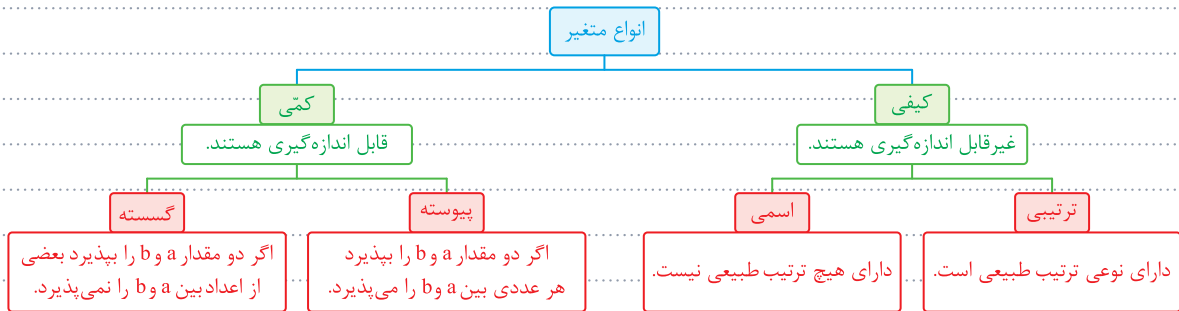 انواع متغیر
کیفی
کمّی
غیرقابل اندازه‌گیری هستند.
قابل اندازه‌گیری هستند.
ترتیبی
اسمی
پیوسته
گسسته
دارای نوعی ترتیب طبیعی است.
دارای هیچ ترتیب طبیعی نیست.
اگر دو مقدار a و b را بپذیرد
هر عددی بین a و b را می‌پذیرد.
اگر دو مقدار a و b را بپذیرد بعضی
از اعداد بین a و b را نمی‌پذیرد.